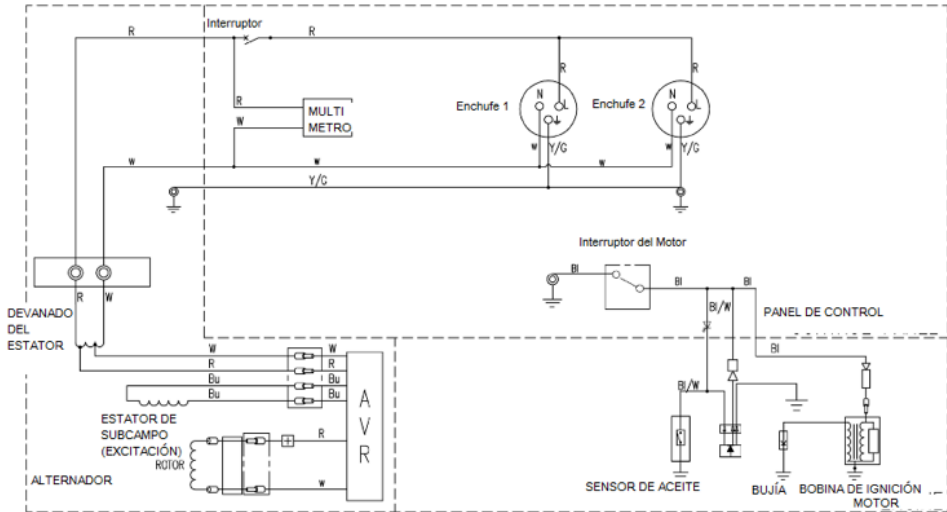 Interruptor
R
R
R
R
R
MULTI
METRO
W
Enchufe 1
N
L
Enchufe 2
N
L
W
Y/G
W
Y/G
W
W
W
Y/G
Interruptor del Motor
Bl
Bl
Bl
Bl/W
PANEL DE CONTROL
R
W
DEVANADO
DEL
ESTATOR
W
W
R
R
Bu
Bu
Bu
Bu
A
V
R
ESTATOR DE
SUBCAMPO
(EXCITACIÓN)
ROTOR
R
W
ALTERNADOR
Bl
Bl/W
SENSOR DE ACEITE
BUJÍA
BOBINA DE IGNICIÓN
MOTOR